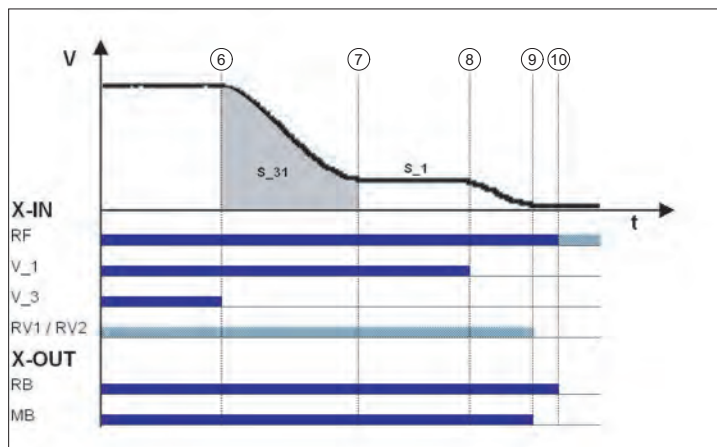 V
6
7
8
9
10
S_31
S_1
X-IN
t
RF
V_1
V_3
RV1 / RV2
X-OUT
RB
MB